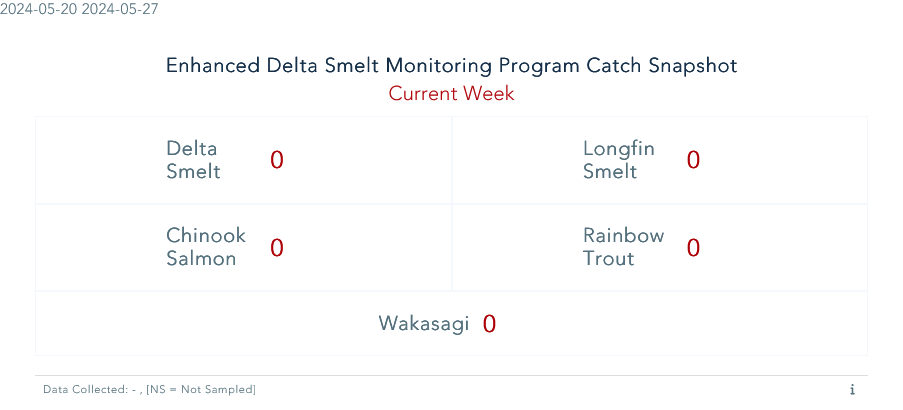 2024-05-20 2024-05-27
Enhanced Delta Smelt Monitoring Program Catch Snapshot
Current Week
Delta
Smelt
0
Longfin
Smelt
0
Chinook
Salmon
0
Rainbow
Trout
0
Wakasagi 0
Data Collected: - , [NS = Not Sampled]
i